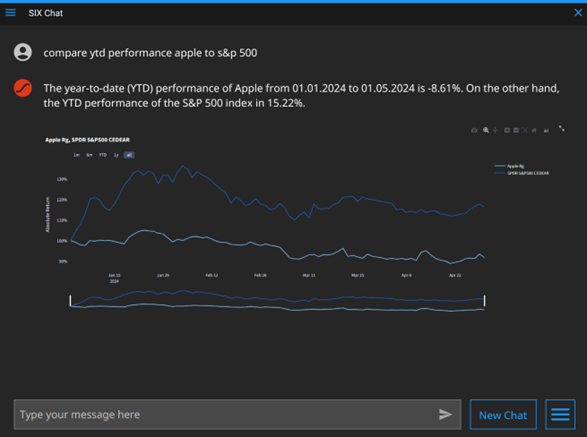 SIX Chat
compare ytd performance apple to s&p 500
The year-to-date (YTD) performance of Apple from 01.01.2024 to 01.05.2024 is -8.61%. On the other hand,
the YTD performance of the S&P 500 index in 15.22%.
Apple Rg, SPDR S&P500 CEDEAR
1m 6m YTD 1y all
Apple Rg
SPDR S&P500 CEDEAR
130%
120%
110%
100%
90%
Absolute Return
Jan 15 Jan 29 Feb 12 Feb 26 Mar 11 Mar 25 Apr 8 Apr 22
2024
Type your message here
New Chat